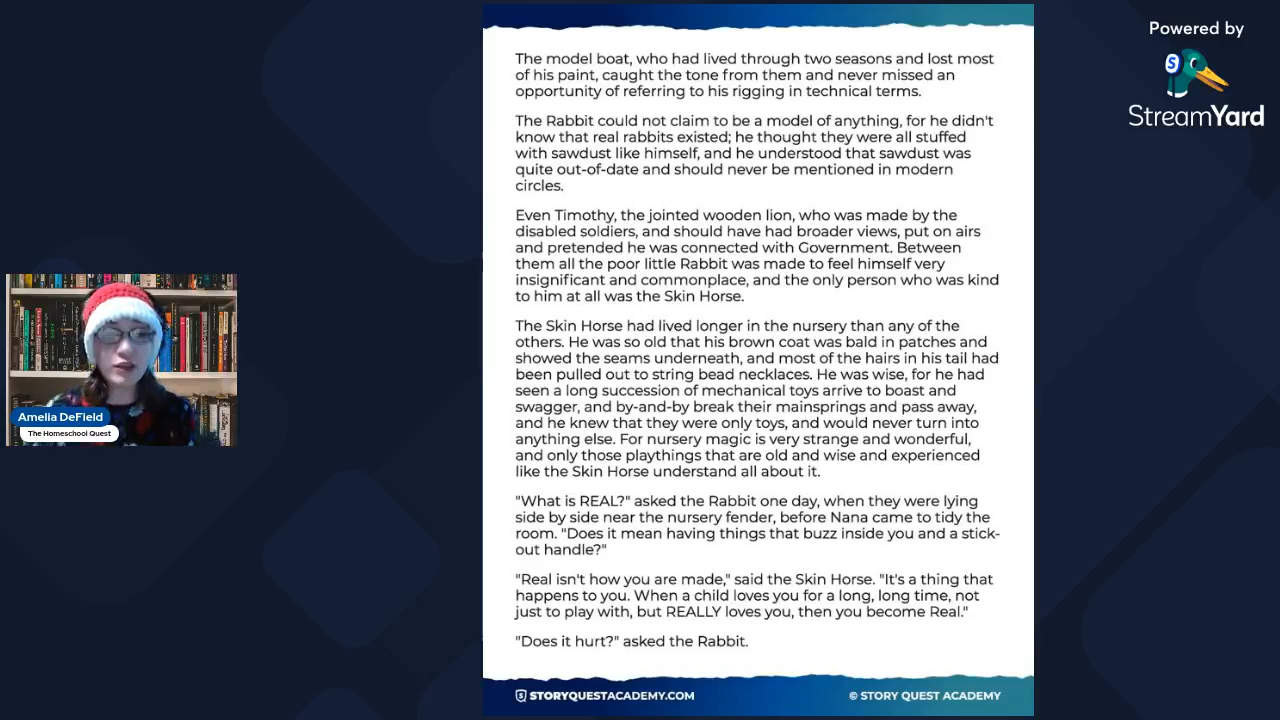 The model boat, who had lived through two seasons and lost most
of his paint, caught the tone from them and never missed an
opportunity of referring to his rigging in technical terms.
The Rabbit could not claim to be a model of anything, for he didn't
know that real rabbits existed; he thought they were all stuffed
with sawdust like himself, and he understood that sawdust was
quite out-of-date and should never be mentioned in modern
circles.
Even Timothy, the jointed wooden lion, who was made by the
disabled soldiers, and should have had broader views, put on airs
and pretended he was connected with Government. Between
them all the poor little Rabbit was made to feel himself very
insignificant and commonplace, and the only person who was kind
to him at all was the Skin Horse.
The Skin Horse had lived longer in the nursery than any of the
others. He was so old that his brown coat was bald in patches and
showed the seams underneath, and most of the hairs in his tail had
been pulled out to string bead necklaces. He was wise, for he had
seen a long succession of mechanical toys arrive to boast and
swagger, and by-and-by break their mainsprings and pass away,
and he knew that they were only toys, and would never turn into
anything else. For nursery magic is very strange and wonderful,
and only those playthings that are old and wise and experienced
like the Skin Horse understand all about it.
"What is REAL?" asked the Rabbit one day, when they were lying
side by side near the nursery fender, before Nana came to tidy the
room. "Does it mean having things that buzz inside you and a stick-
out handle?"
"Real isn't how you are made," said the Skin Horse. "It's a thing that
happens to you. When a child loves you for a long, long time, not
just to play with, but REALLY loves you, then you become Real."
"Does it hurt?" asked the Rabbit.
STORYQUESTACADEMY.COM
© STORY QUEST ACADEMY
Powered by
S
StreamYard
Amelia DeField
The Homeschool Quest